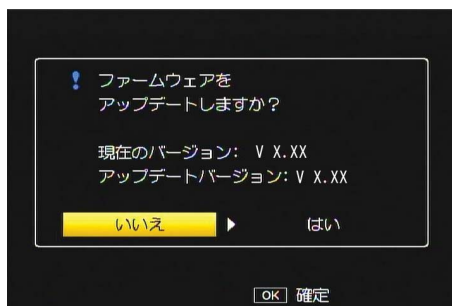 ! ファームウェアを
アップデートしますか？
現在のバージョン: V X.XX
アップデートバージョン: V X.XX
いいえ ▶ はい
OK 確定